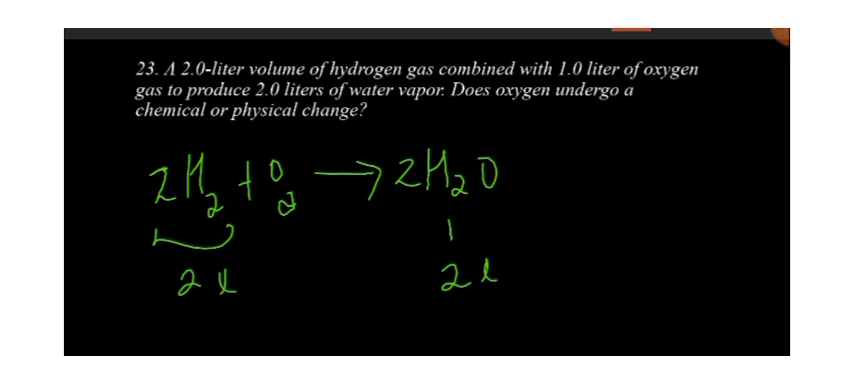 23. A 2.0-liter volume of hydrogen gas combined with 1.0 liter of oxygen
gas to produce 2.0 liters of water vapor. Does oxygen undergo a
chemical or physical change?
2H₂ + O₂ → 2H₂O
2 l 2 l